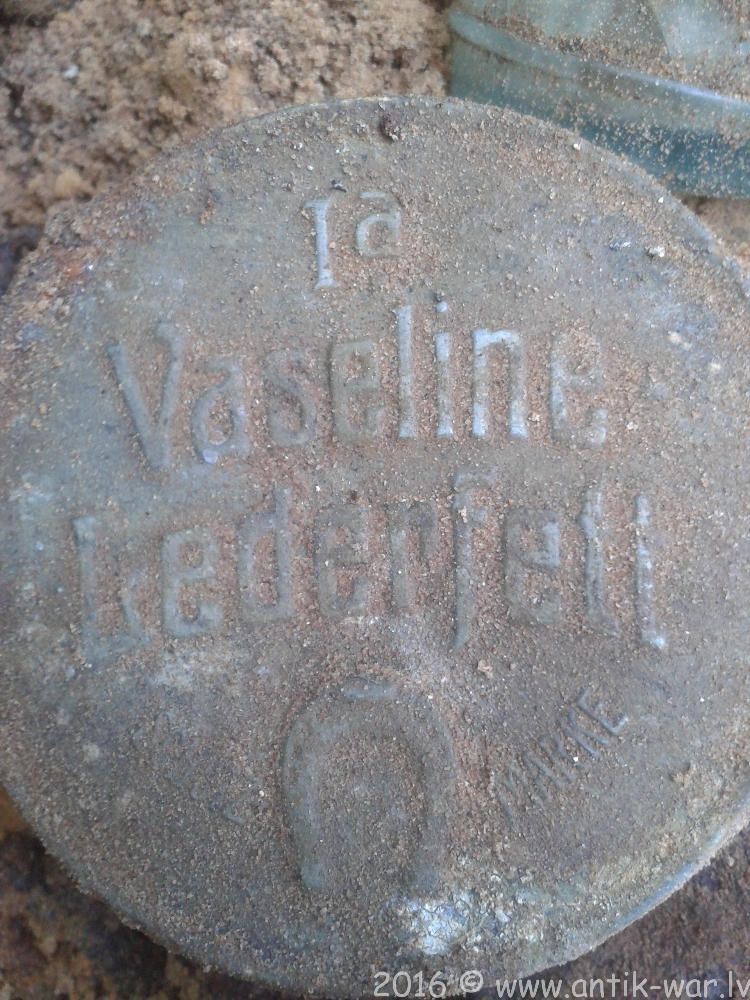 Ia
Vaseline
Lederfett
MARKE
2016 © www.antik-war.lv